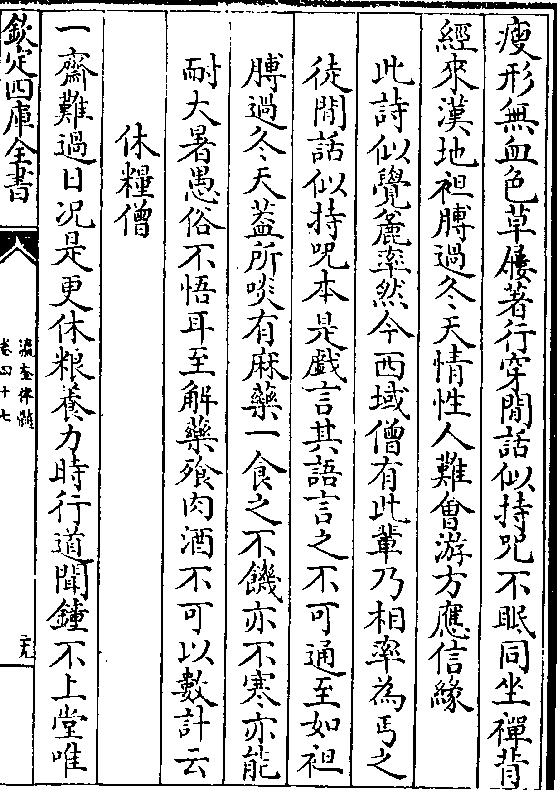 瘦形無血色草屨著行穿閒話似持咒不眠同坐禪背
經來漢地袒膊過冬天情性人難㑹游方應信緣
此詩似覺麄率然今西域僧有此輩乃相率為丐之
徒閒話似持咒本是戲言其語言之不可通至如袒
膊過冬天葢所啖有麻藥一食之不饑亦不寒亦能
耐大暑愚俗不悟耳至解藥飱肉酒不可以數計云
休糧僧
一齋難過日况是更休粮養力時行道聞鐘不上堂唯
欽定四庫全書
瀛奎律髓
卷四十七